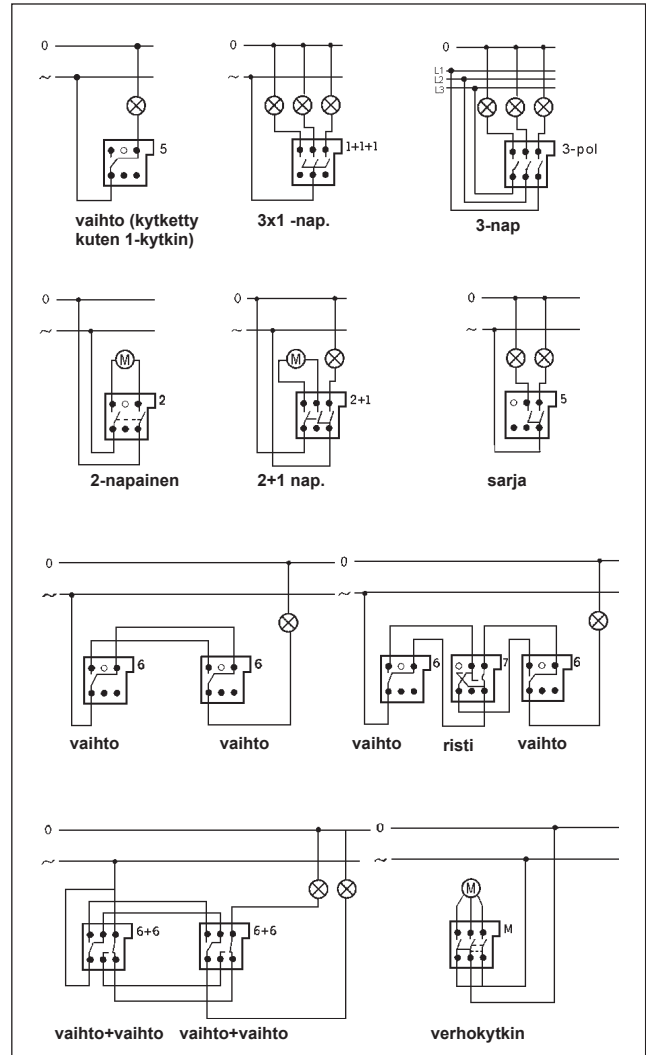 0
~
5
vaihto (kytketty
kuten 1-kytkin)
0
~
1+1+1
3x1 -nap.
0
L1
L2
L3
3-pol
3-nap
0
~
M
2
2-napainen
0
~
M
2+1
2+1 nap.
0
~
5
sarja
0
~
6
6
vaihto
vaihto
0
~
6
7
6
vaihto
risti
vaihto
0
~
6+6
6+6
vaihto+vaihto
vaihto+vaihto
0
~
M
M
verhokytkin